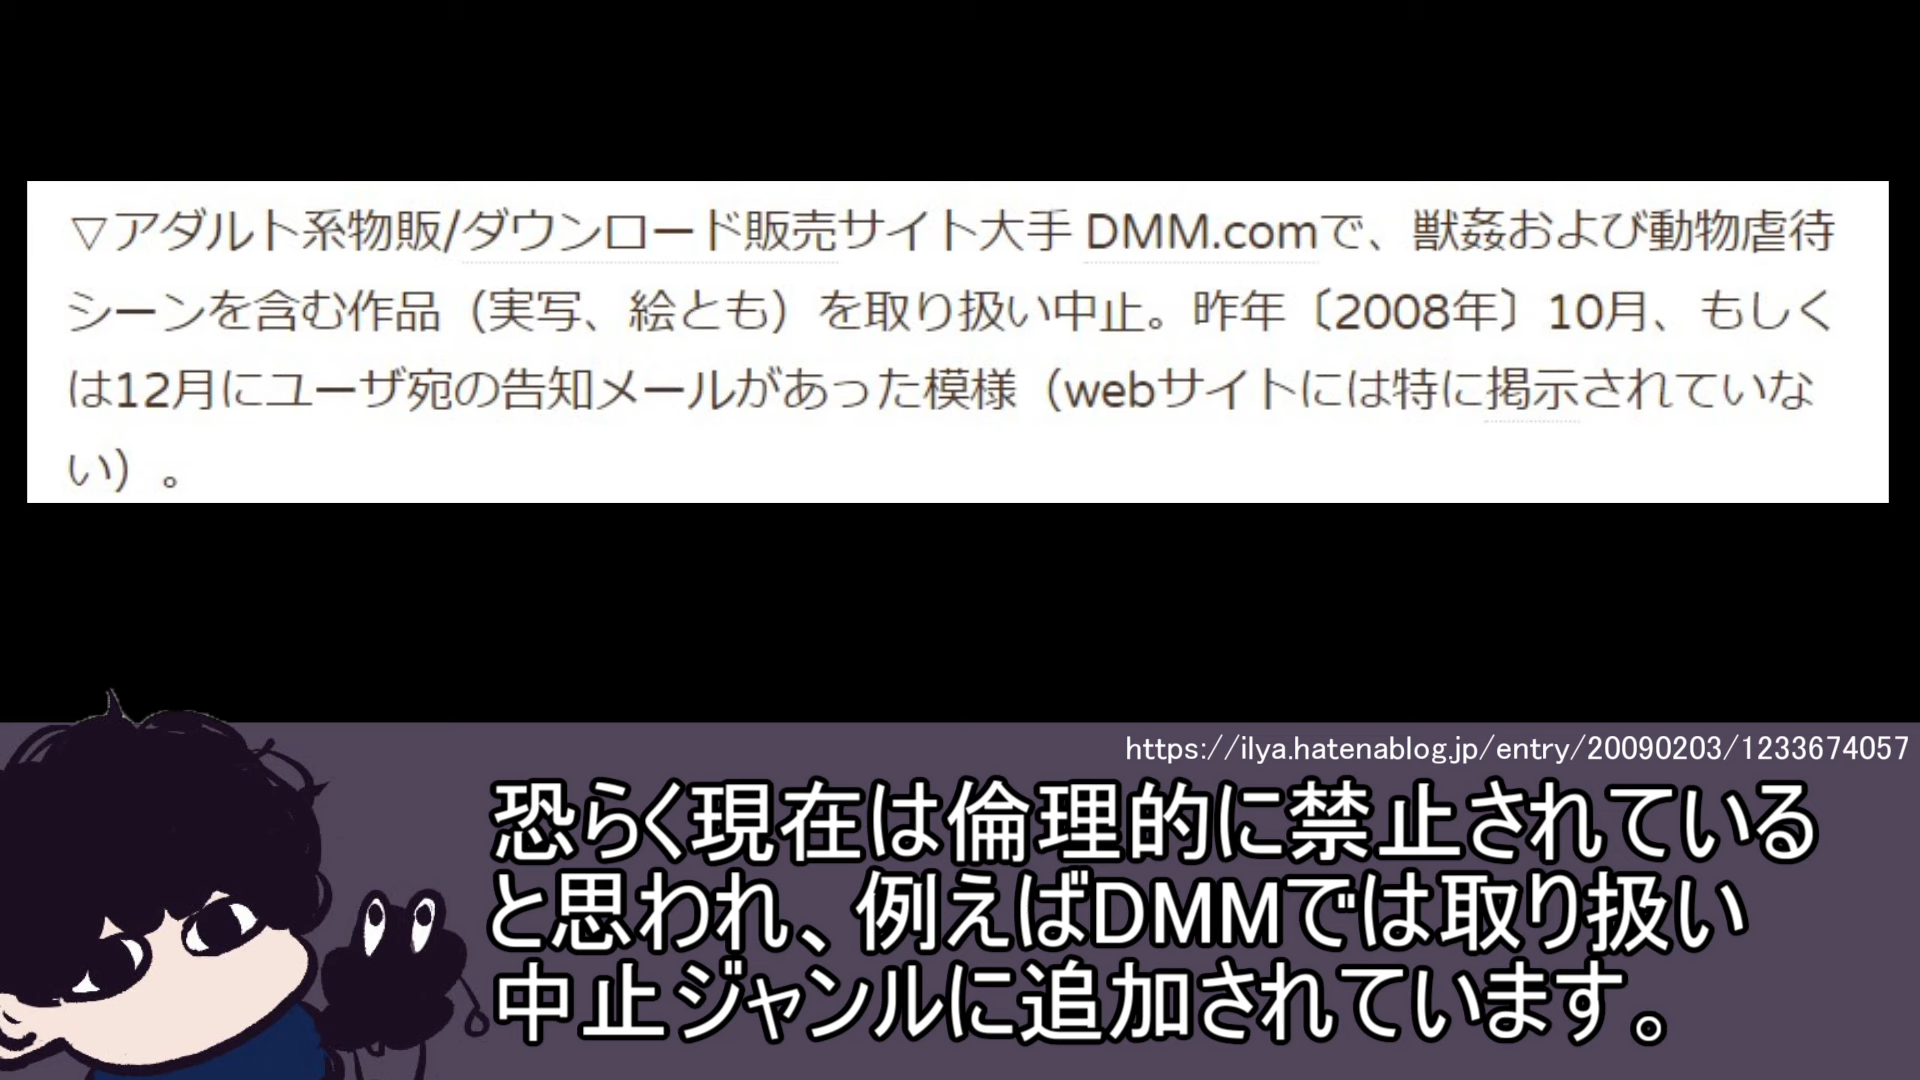 ▽アダルト系物販/ダウンロード販売サイト大手 DMM.comで、獣姦および動物虐待
シーンを含む作品（実写、絵とも）を取り扱い中止。昨年〔2008年〕10月、もしく
は12月にユーザ宛の告知メールがあった模様（webサイトには特に掲示されていな
い）。
https://ilya.hatenablog.jp/entry/20090203/1233674057
恐らく現在は倫理的に禁止されている
と思われ、例えばDMMでは取り扱い
中止ジャンルに追加されています。